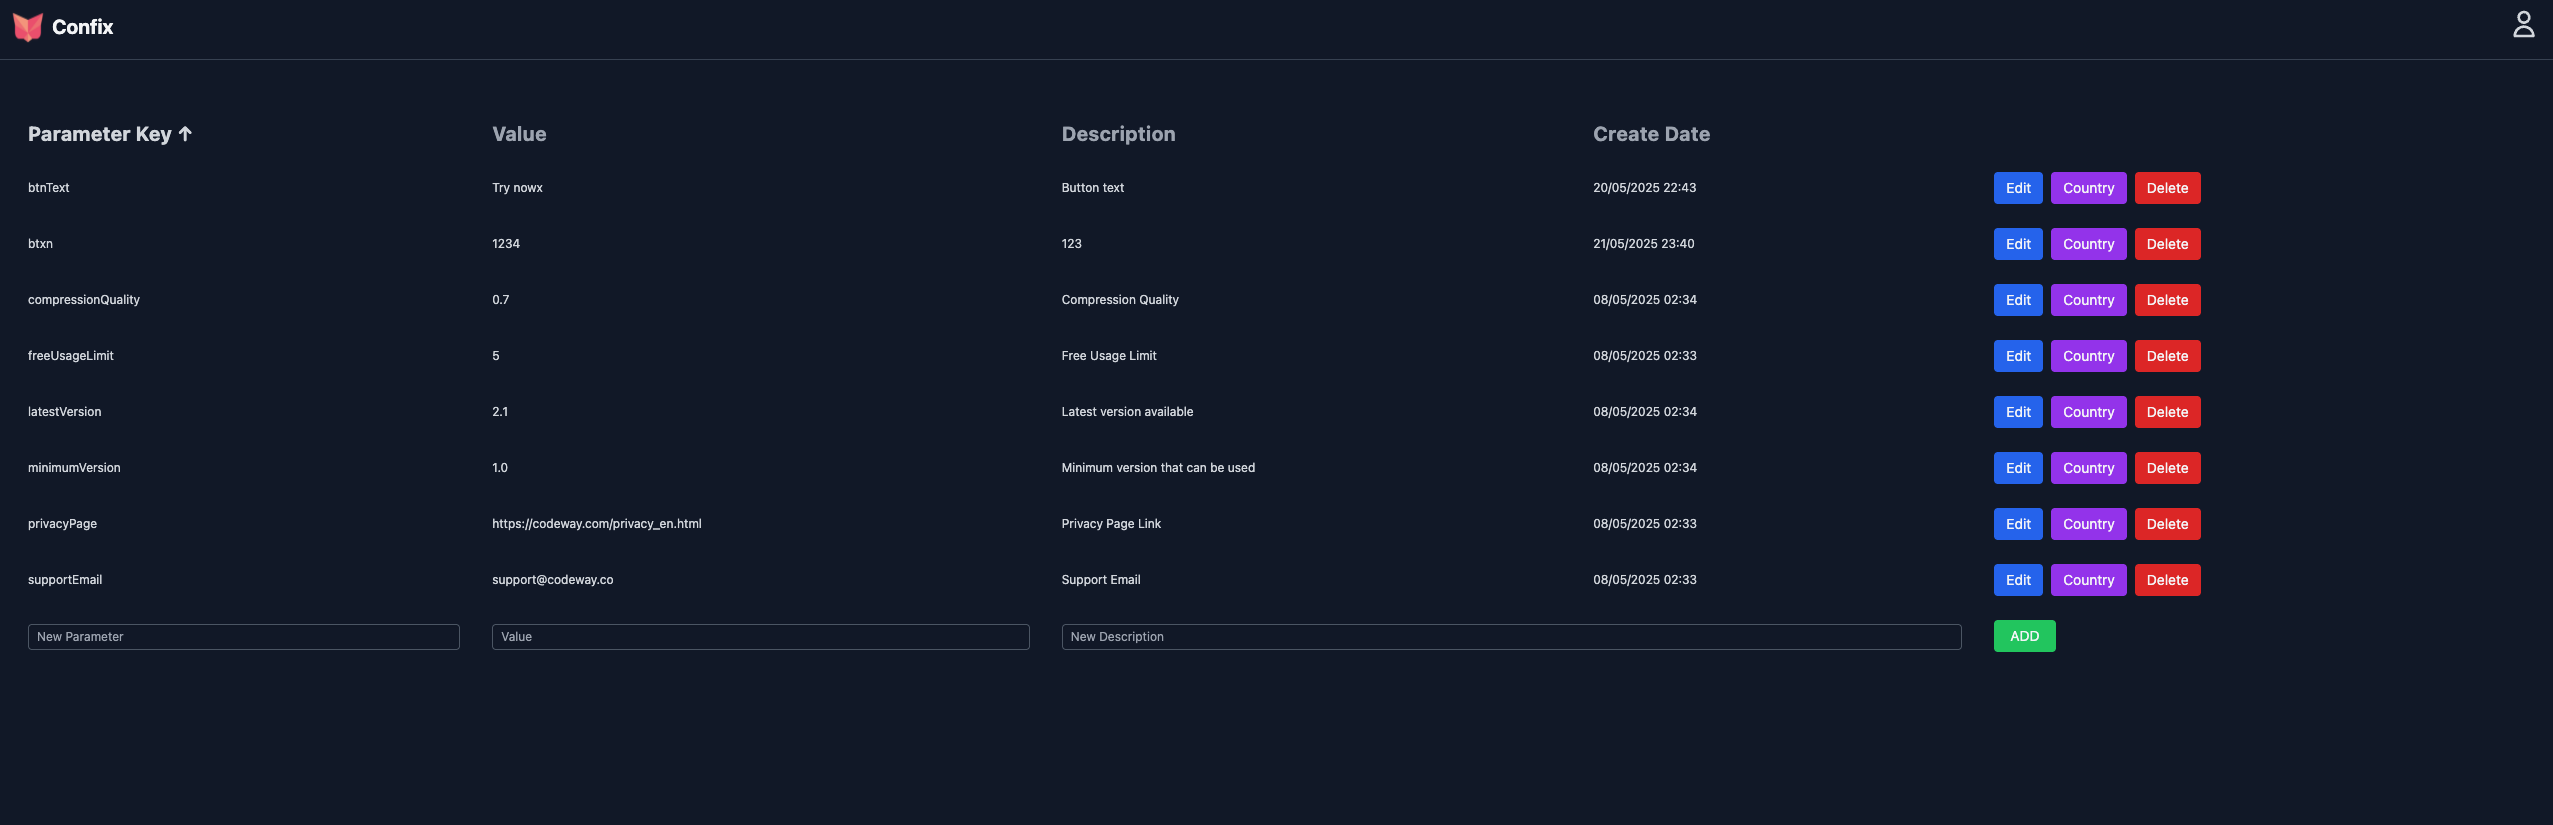 Confix
Parameter Key ↑ Value Description Create Date
btnText Try nowx Button text 20/05/2025 22:43 Edit Country Delete
btxn 1234 123 21/05/2025 23:40 Edit Country Delete
compressionQuality 0.7 Compression Quality 08/05/2025 02:34 Edit Country Delete
freeUsageLimit 5 Free Usage Limit 08/05/2025 02:33 Edit Country Delete
latestVersion 2.1 Latest version available 08/05/2025 02:34 Edit Country Delete
minimumVersion 1.0 Minimum version that can be used 08/05/2025 02:34 Edit Country Delete
privacyPage https://codeway.com/privacy_en.html Privacy Page Link 08/05/2025 02:33 Edit Country Delete
supportEmail support@codeway.co Support Email 08/05/2025 02:33 Edit Country Delete
New Parameter Value New Description ADD